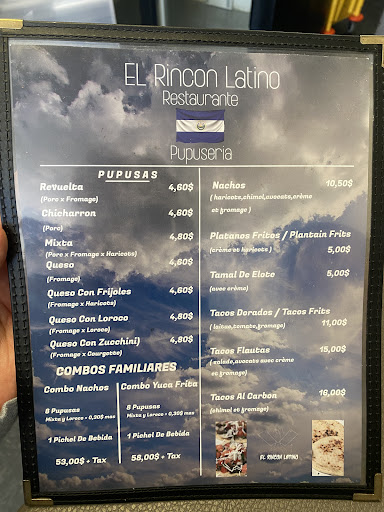 EL Rincon Latino
Restaurante
Pupuseria
PUPUSAS
Revuelta 4,60$
(Porc x Fromage)
Chicharron 4,60$
(Porc)
Mixta 4,80$
(Porc x Fromage x Haricots)
Queso 4,60$
(Fromage)
Queso Con Frijoles 4,60$
(Fromage x Haricots)
Queso Con Loroco 4,80$
(Fromage x Loroco)
Queso Con Zucchini) 4,80$
(Fromage x Courgette)
COMBOS FAMILIARES
Combo Nachos
8 Pupusas
Mixta y Loroco + 0,20$ mas
1 Pichel De Bebida
53,00$ + Tax
Combo Yuca Frita
8 Pupusas
Mixta y Loroco + 0,20$ mas
1 Pichel De Bebida
58,00$ + Tax
Nachos 10,50$
(haricots,chimol,avocats,crème
et fromage)
Platanos Fritos / Plantain Frits
(crème et haricots) 5,00$
Tamal De Elote 5,00$
(avec crème)
Tacos Dorados / Tacos Frits
(laitue,tomate,fromage) 11,00$
Tacos Flautas 15,00$
(salade,avocats avec crème
et fromage)
Tacos Al Carbon 16,00$
(chimol et fromage)
EL RINCON LATINO